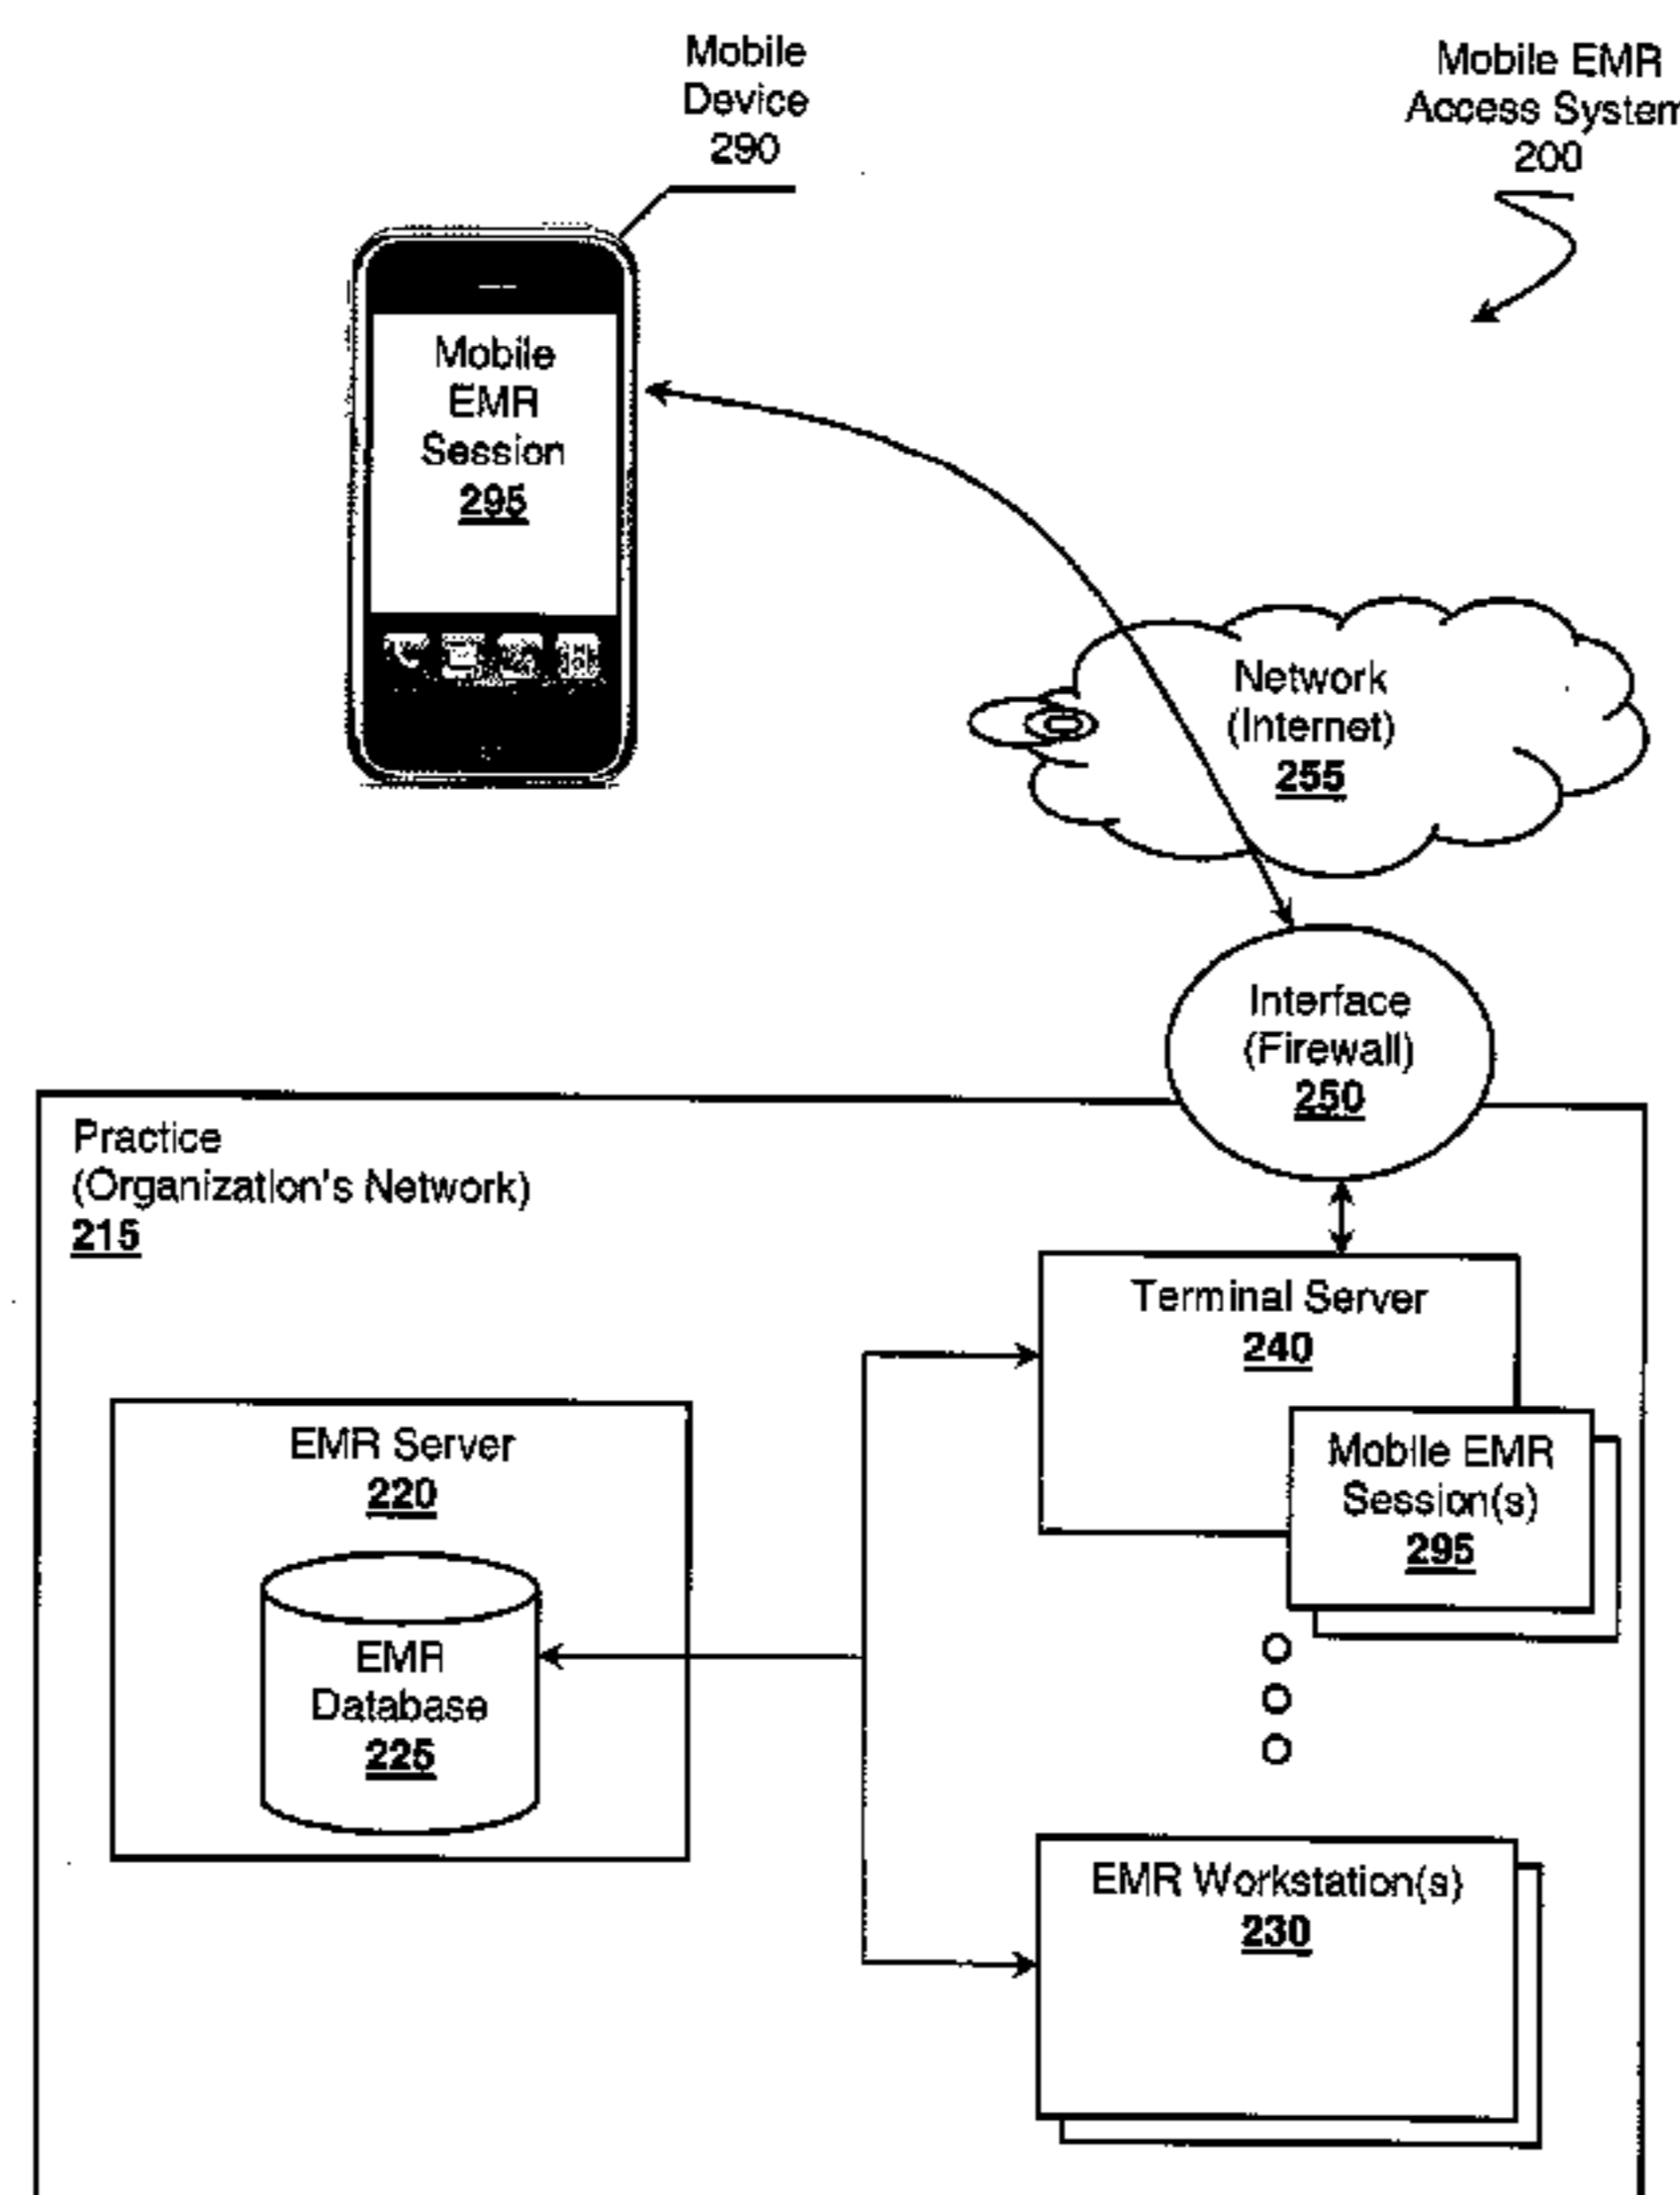 Mobile
Device
290
Mobile EMR
Access System
200
Mobile
EMR
Session
295
Network
(Internet)
255
Interface
(Firewall)
250
Practice
(Organization's Network)
215
Terminal Server
240
EMR Server
220
Mobile EMR
Session(s)
295
EMR
Database
225
EMR Workstation(s)
230